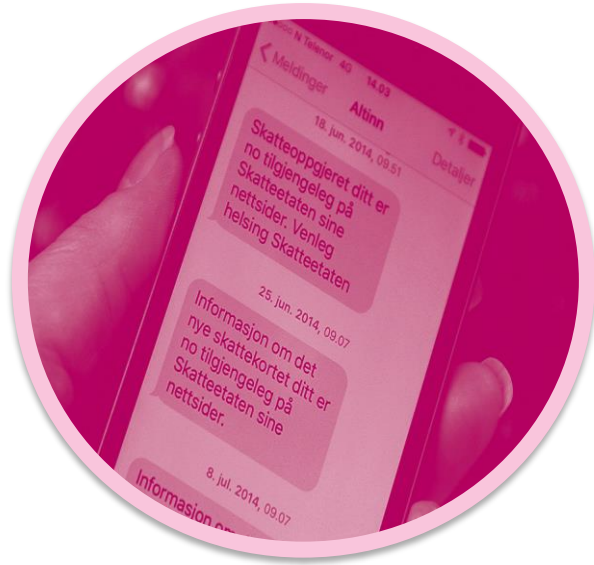 N Telenor 4G 14.03
Meldinger
Altinn
Detaljer
18. jun. 2014, 09.51
Skatteoppgjeret ditt er
no tilgjengeleg på
Skatteetaten sine
nettsider. Venleg
helsing Skatteetaten
25. jun. 2014, 09.07
Informasjon om det
nye skattekortet ditt er
no tilgjengeleg på
Skatteetaten sine
nettsider.
8. jul. 2014, 09.07
Informasjon